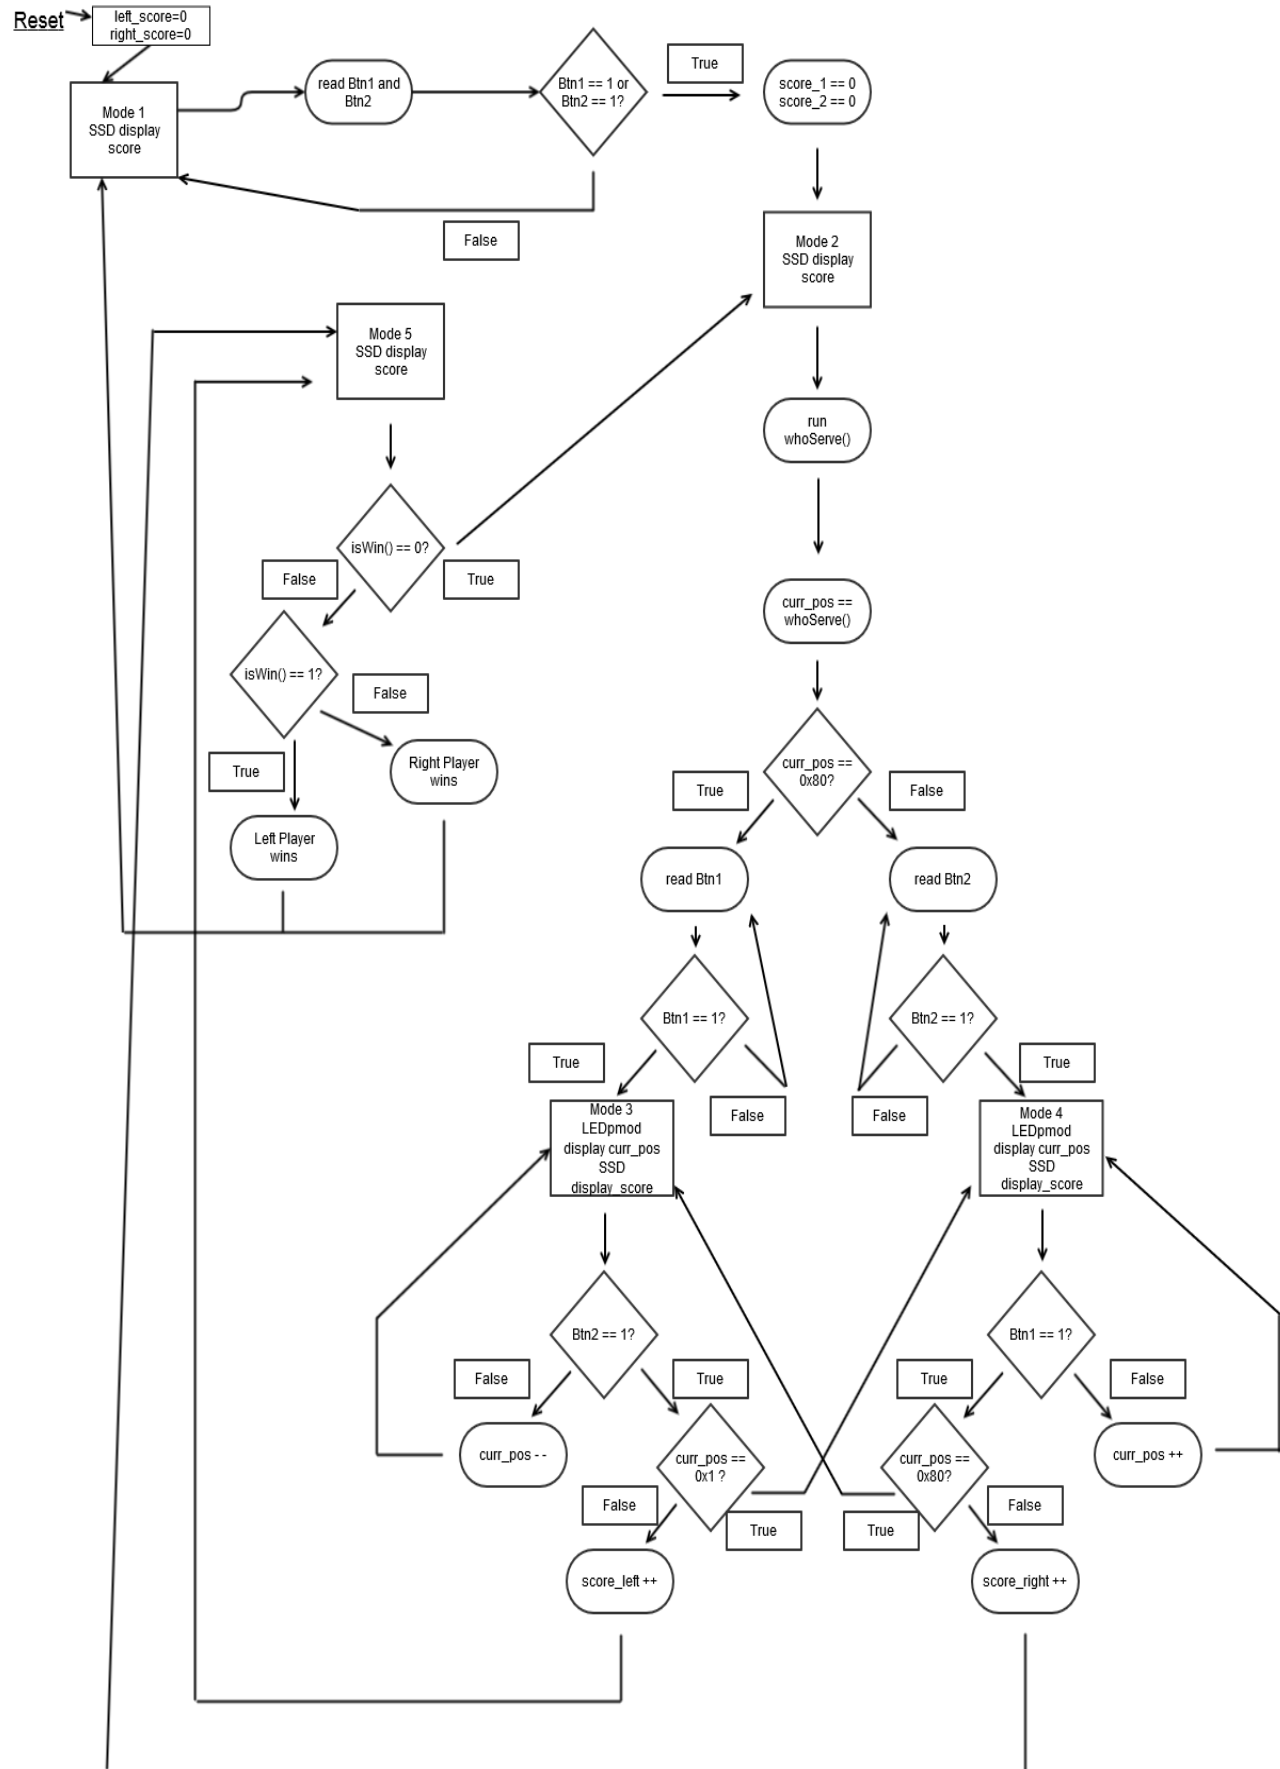 Reset
left_score=0
right_score=0
Mode 1
SSD display
score
read Btn1 and
Btn2
Btn1 == 1 or
Btn2 == 1?
True
score_1 == 0
score_2 == 0
False
Mode 2
SSD display
score
Mode 5
SSD display
score
run
whoServe()
isWin() == 0?
False
True
curr_pos ==
whoServe()
isWin() == 1?
False
True
Right Player
wins
Left Player
wins
curr_pos ==
0x80?
True
False
read Btn1
read Btn2
Btn1 == 1?
Btn2 == 1?
True
False
False
True
Mode 3
LEDpmod
display curr_pos
SSD
display_score
Mode 4
LEDpmod
display curr_pos
SSD
display_score
Btn2 == 1?
Btn1 == 1?
False
True
True
False
curr_pos - -
curr_pos ==
0x1 ?
curr_pos ==
0x80?
curr_pos ++
False
True
True
False
score_left ++
score_right ++